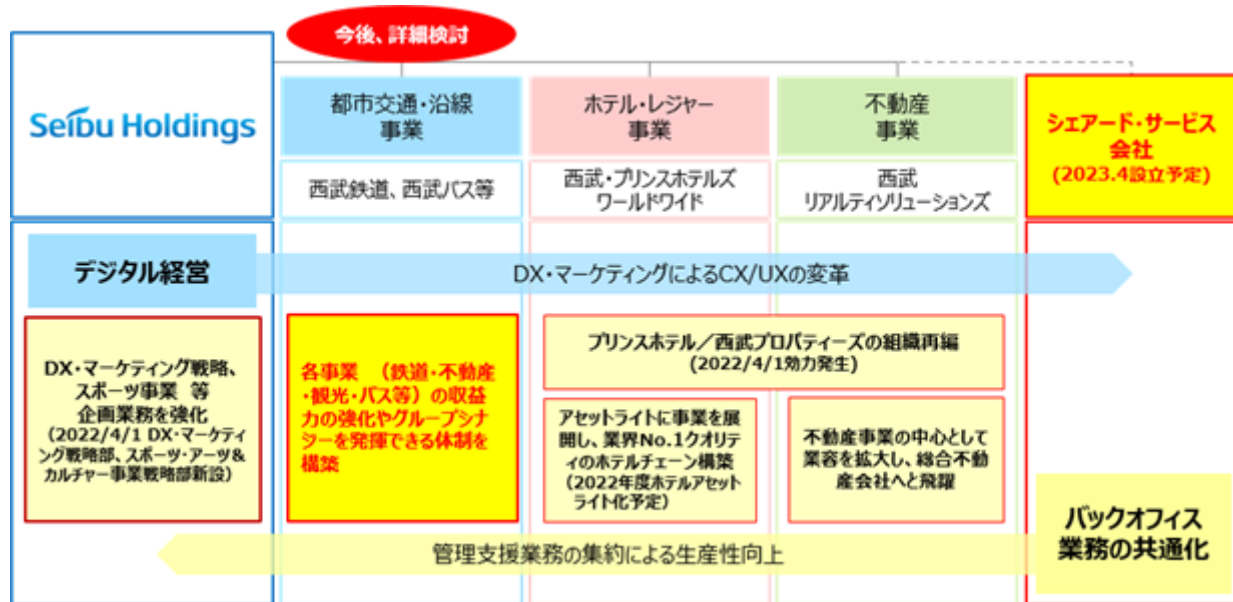 今後、詳細検討
Seibu Holdings
都市交通・沿線
事業
西武鉄道、西武バス等
ホテル・レジャー
事業
西武・プリンスホテルズ
ワールドワイド
不動産
事業
西武
リアルティソリューションズ
シェアード・サービス
会社
(2023.4設立予定)
デジタル経営
DX・マーケティングによるCX/UXの変革
DX・マーケティング戦略、
スポーツ事業 等
企画業務を強化
(2022/4/1 DX・マーケティ
ング戦略部、スポーツ・アーツ&
カルチャー事業戦略部新設)
各事業 (鉄道・不動産
・観光・バス等)の収益
力の強化やグループシナ
ジーを発揮できる体制を
構築
プリンスホテル/西武プロパティーズの組織再編
(2022/4/1効力発生)
アセットライトに事業を展
開し、業界No.1クオリテ
ィのホテルチェーン構築
(2022年度ホテルアセット
ライト化予定)
不動産事業の中心として
業容を拡大し、総合不動
産会社へと飛躍
管理支援業務の集約による生産性向上
バックオフィス
業務の共通化